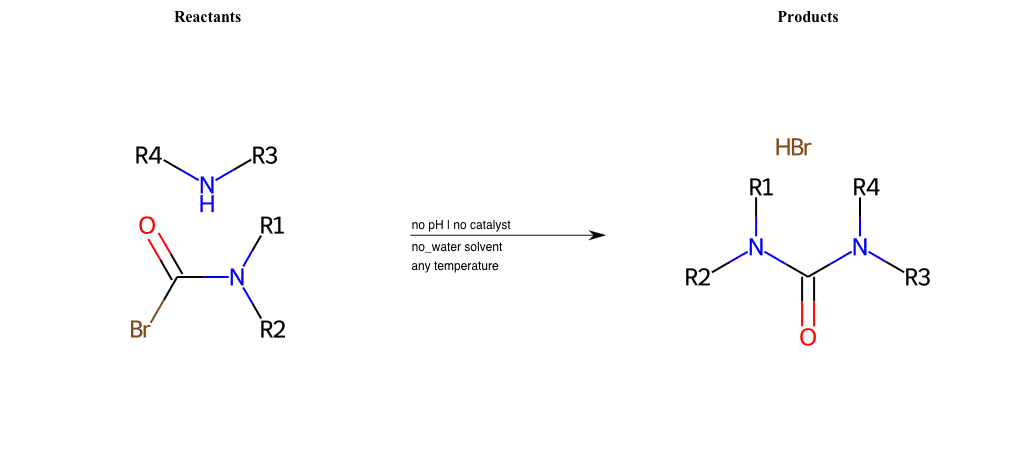 Reactants
Products
HBr
R4
R3
N
H
O
R1
N
Br
R2
no pH | no catalyst
no_water solvent
any temperature
R1
R4
N
N
R2
R3
O